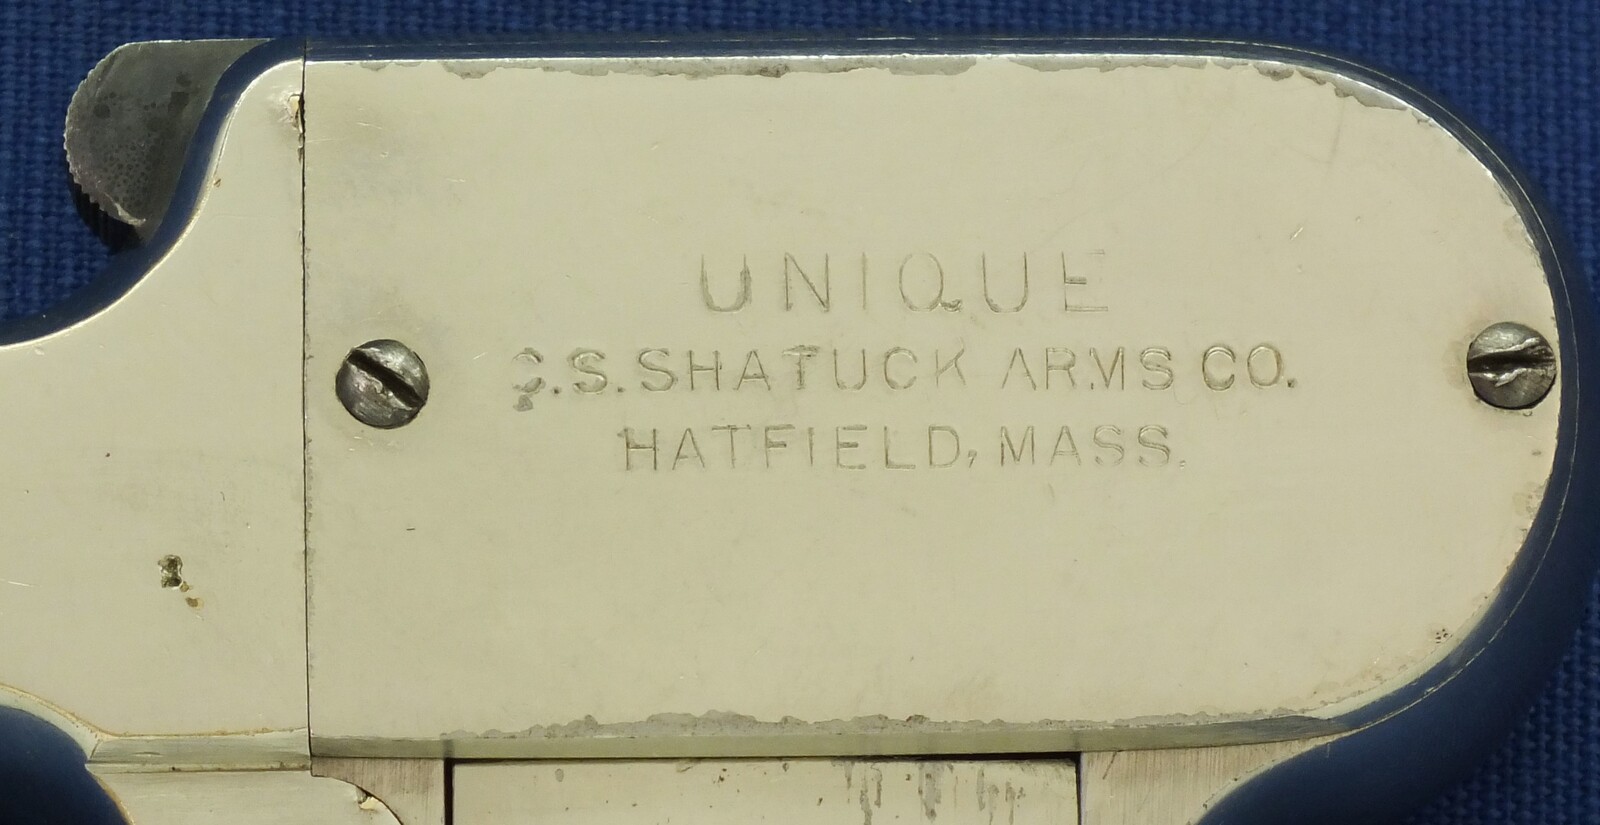 UNIQUE
C.S.SHATUCK ARMS CO.
HATFIELD, MASS.